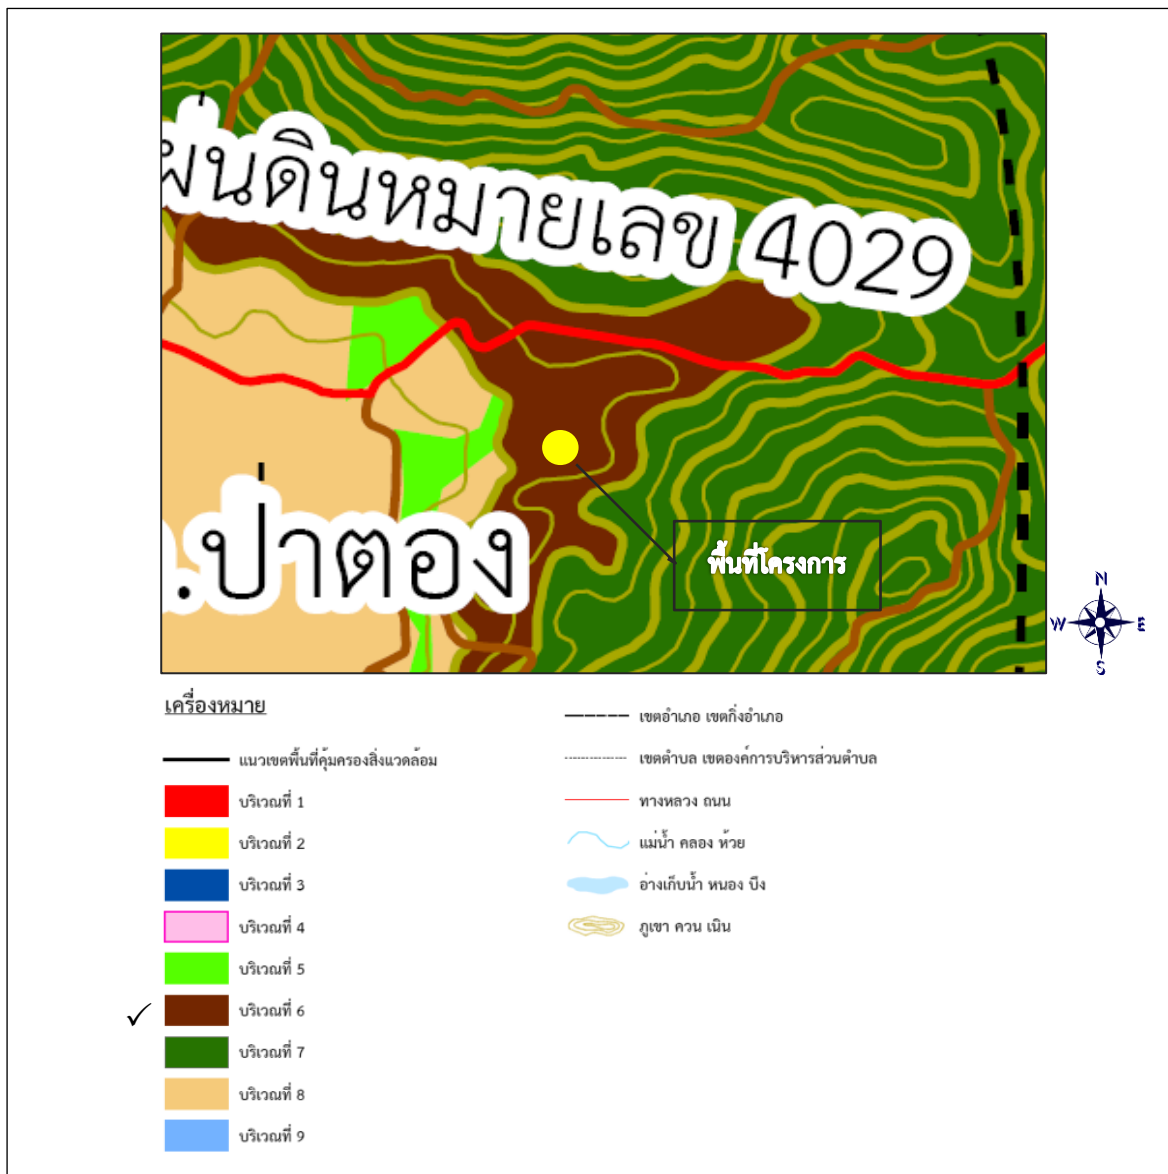 ผ่นดินหมายเลข 4029
.ป่าตอง
พื้นที่โครงการ
N
W E
S
เครื่องหมาย
แนวเขตพื้นที่คุ้มครองสิ่งแวดล้อม
บริเวณที่ 1
บริเวณที่ 2
บริเวณที่ 3
บริเวณที่ 4
บริเวณที่ 5
บริเวณที่ 6
บริเวณที่ 7
บริเวณที่ 8
บริเวณที่ 9
เขตอำเภอ เขตกิ่งอำเภอ
เขตตำบล เขตองค์การบริหารส่วนตำบล
ทางหลวง ถนน
แม่น้ำ คลอง ห้วย
อ่างเก็บน้ำ หนอง บึง
ภูเขา ควน เนิน